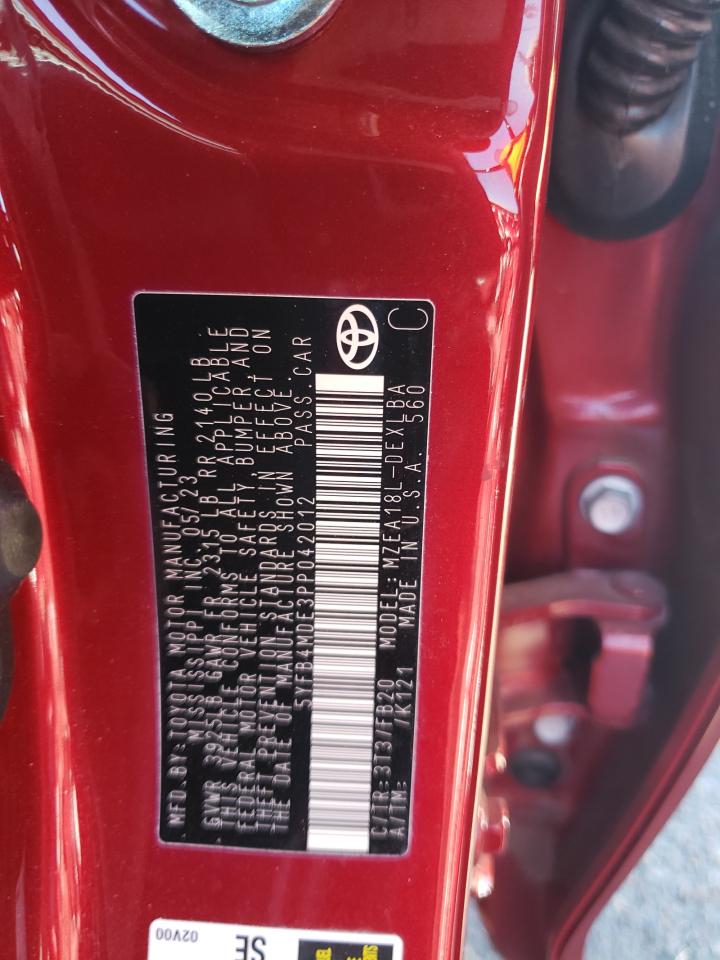 MFD.BY:TOYOTA MOTOR MANUFACTURING
MISSISSIPPI INC. 05/23
GVWR 3925LB GAWR FR 2315 LB RR 2140LB
THIS VEHICLE CONFORMS TO ALL APPLICABLE
FEDERAL MOTOR VEHICLE SAFETY, BUMPER, AND
THEFT PREVENTION STANDARDS IN EFFECT ON
THE DATE OF MANUFACTURE SHOWN ABOVE.
5YFB4MDE3PP042012 PASS.CAR
C/TR:3T3/FB20 MODEL:MZEA18L-DEXLBA
A/TM: /K121 MADE IN U.S.A. 560
C
02V00
SE